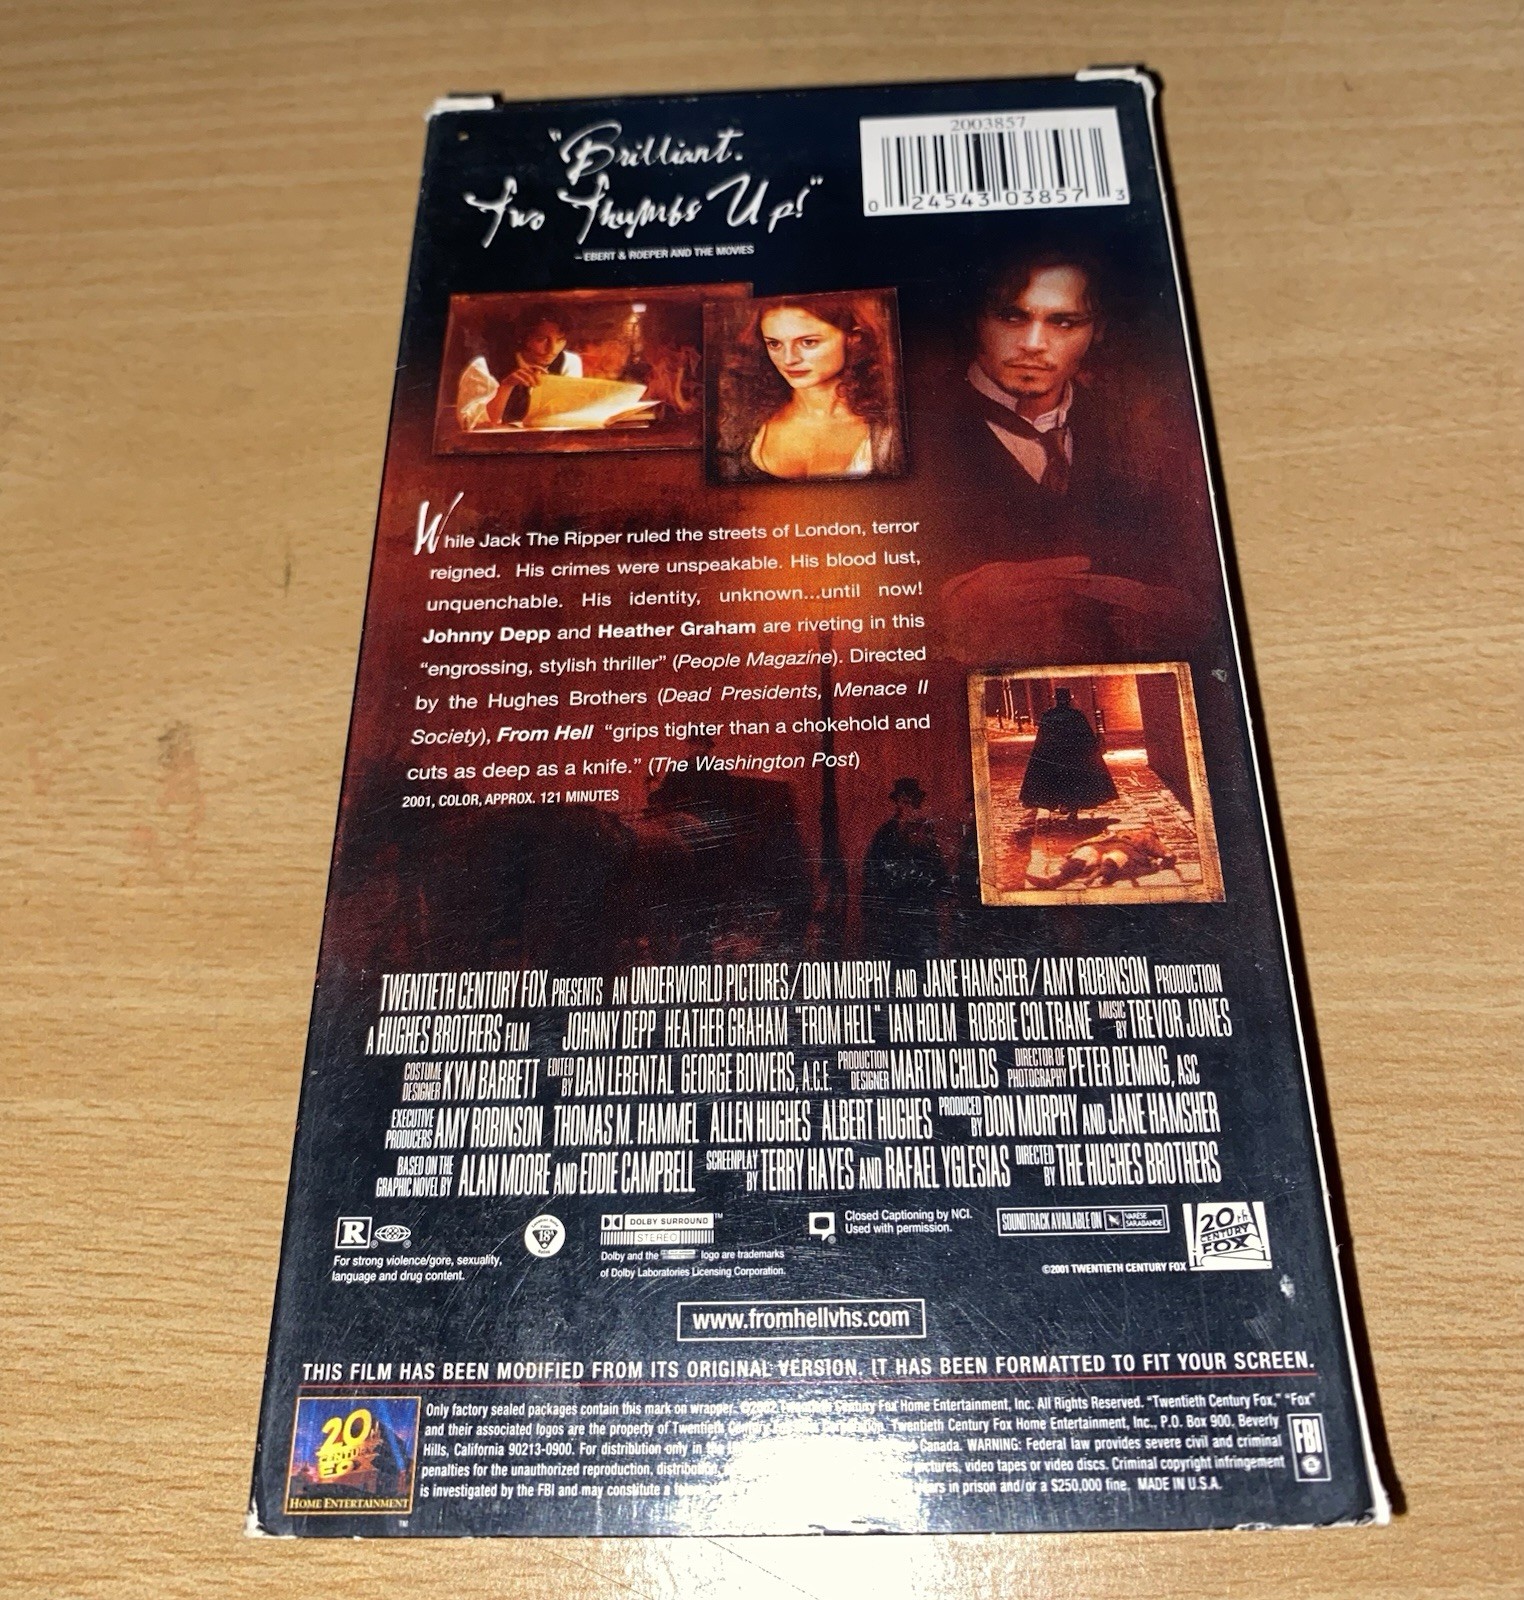 "Brilliant.
Two Thumbs Up!"
– EBERT & ROEPER AND THE MOVIES
2003857
0 24543 03857 3
While Jack The Ripper ruled the streets of London, terror
reigned. His crimes were unspeakable. His blood lust,
unquenchable. His identity, unknown...until now!
Johnny Depp and Heather Graham are riveting in this
"engrossing, stylish thriller" (People Magazine). Directed
by the Hughes Brothers (Dead Presidents, Menace II
Society), From Hell "grips tighter than a chokehold and
cuts as deep as a knife." (The Washington Post)
2001, COLOR, APPROX. 121 MINUTES
TWENTIETH CENTURY FOX PRESENTS AN UNDERWORLD PICTURES/DON MURPHY AND JANE HAMSHER/AMY ROBINSON PRODUCTION
A HUGHES BROTHERS FILM JOHNNY DEPP HEATHER GRAHAM "FROM HELL" IAN HOLM ROBBIE COLTRANE MUSIC BY TREVOR JONES
COSTUME DESIGNER KYM BARRETT EDITED BY DAN LEBENTAL GEORGE BOWERS, A.C.E. PRODUCTION DESIGNER MARTIN CHILDS DIRECTOR OF PHOTOGRAPHY PETER DEMING, ASC
EXECUTIVE PRODUCERS AMY ROBINSON THOMAS M. HAMMEL ALLEN HUGHES ALBERT HUGHES PRODUCED BY DON MURPHY AND JANE HAMSHER
BASED ON THE GRAPHIC NOVEL BY ALAN MOORE AND EDDIE CAMPBELL SCREENPLAY BY TERRY HAYES AND RAFAEL YGLESIAS DIRECTED BY THE HUGHES BROTHERS
R
For strong violence/gore, sexuality,
language and drug content.
18
DOLBY SURROUND™
STEREO
Dolby and the logo are trademarks
of Dolby Laboratories Licensing Corporation.
Closed Captioning by NCI.
Used with permission.
SOUNDTRACK AVAILABLE ON VARÈSE SARABANDE
©2001 TWENTIETH CENTURY FOX
20th CENTURY FOX
www.fromhellvhs.com
THIS FILM HAS BEEN MODIFIED FROM ITS ORIGINAL VERSION. IT HAS BEEN FORMATTED TO FIT YOUR SCREEN.
20 CENTURY FOX
HOME ENTERTAINMENT
™
Only factory sealed packages contain this mark on wrapper. ©2002 Twentieth Century Fox Home Entertainment, Inc. All Rights Reserved. "Twentieth Century Fox," "Fox"
and their associated logos are the property of Twentieth Century Fox Film Corporation. Twentieth Century Fox Home Entertainment, Inc., P.O. Box 900, Beverly
Hills, California 90213-0900. For distribution only in the Canada. WARNING: Federal law provides severe civil and criminal
penalties for the unauthorized reproduction, distribution, pictures, video tapes or video discs. Criminal copyright infringement
is investigated by the FBI and may constitute a in prison and/or a $250,000 fine. MADE IN U.S.A.
FBI